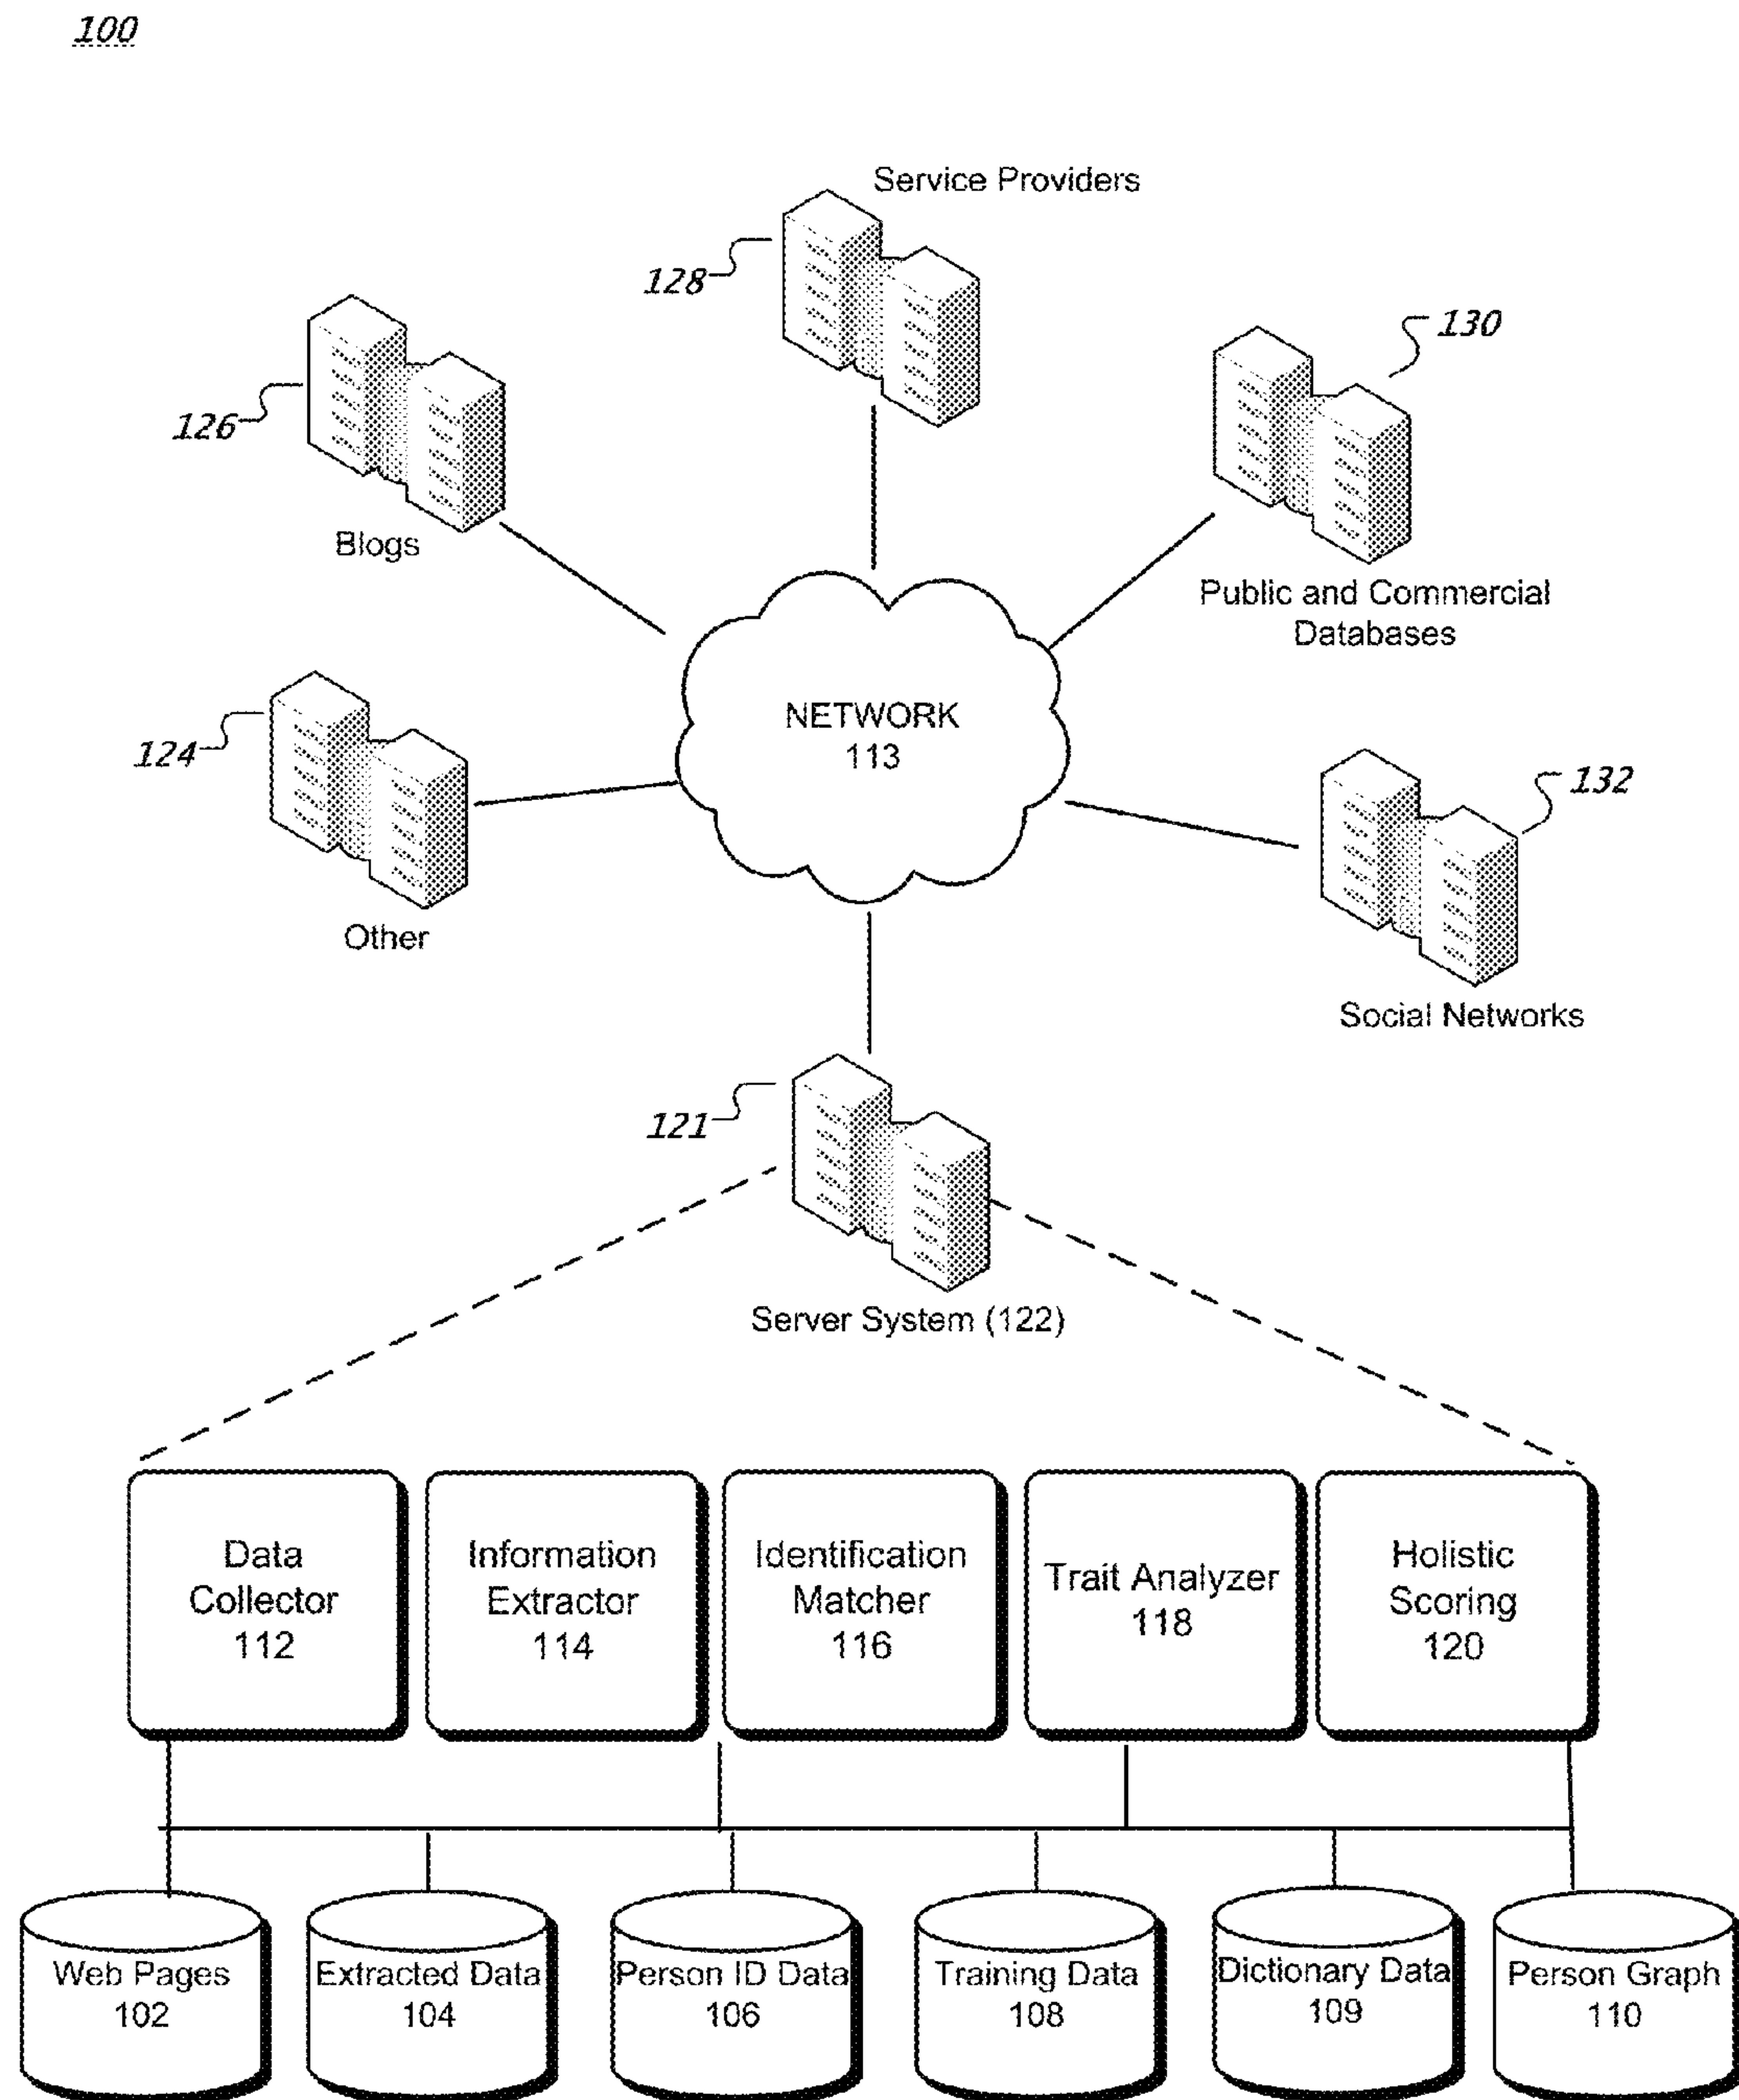 100
Service Providers
128
130
126
Blogs
Public and Commercial
Databases
NETWORK
113
124
132
Other
Social Networks
121
Server System (122)
Data
Collector
112
Information
Extractor
114
Identification
Matcher
116
Trait Analyzer
118
Holistic
Scoring
120
Web Pages
102
Extracted Data
104
Person ID Data
106
Training Data
108
Dictionary Data
109
Person Graph
110